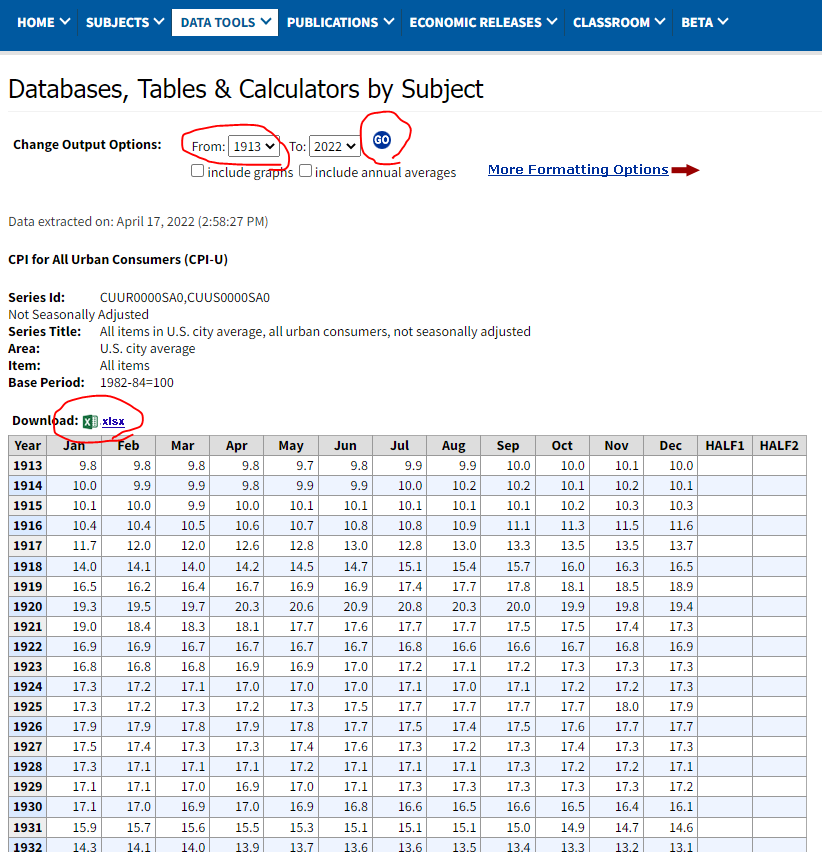 HOME SUBJECTS DATA TOOLS PUBLICATIONS ECONOMIC RELEASES CLASSROOM BETA
Databases, Tables & Calculators by Subject
Change Output Options: From: 1913 To: 2022 GO
include graphs include annual averages More Formatting Options
Data extracted on: April 17, 2022 (2:58:27 PM)
CPI for All Urban Consumers (CPI-U)
Series Id: CUUR0000SA0,CUUS0000SA0
Not Seasonally Adjusted
Series Title: All items in U.S. city average, all urban consumers, not seasonally adjusted
Area: U.S. city average
Item: All items
Base Period: 1982-84=100
Download: X .xlsx
Year Jan Feb Mar Apr May Jun Jul Aug Sep Oct Nov Dec HALF1 HALF2
1913 9.8 9.8 9.8 9.8 9.7 9.8 9.9 9.9 10.0 10.0 10.1 10.0
1914 10.0 9.9 9.9 9.8 9.9 9.9 10.0 10.2 10.2 10.1 10.2 10.1
1915 10.1 10.0 9.9 10.0 10.1 10.1 10.1 10.1 10.1 10.2 10.3 10.3
1916 10.4 10.4 10.5 10.6 10.7 10.8 10.8 10.9 11.1 11.3 11.5 11.6
1917 11.7 12.0 12.0 12.6 12.8 13.0 12.8 13.0 13.3 13.5 13.5 13.7
1918 14.0 14.1 14.0 14.2 14.5 14.7 15.1 15.4 15.7 16.0 16.3 16.5
1919 16.5 16.2 16.4 16.7 16.9 16.9 17.4 17.7 17.8 18.1 18.5 18.9
1920 19.3 19.5 19.7 20.3 20.6 20.9 20.8 20.3 20.0 19.9 19.8 19.4
1921 19.0 18.4 18.3 18.1 17.7 17.6 17.7 17.7 17.5 17.5 17.4 17.3
1922 16.9 16.9 16.7 16.7 16.7 16.7 16.8 16.6 16.6 16.7 16.8 16.9
1923 16.8 16.8 16.8 16.9 16.9 17.0 17.2 17.1 17.2 17.3 17.3 17.3
1924 17.3 17.2 17.1 17.0 17.0 17.0 17.1 17.0 17.1 17.2 17.2 17.3
1925 17.3 17.2 17.3 17.2 17.3 17.5 17.7 17.7 17.7 17.7 18.0 17.9
1926 17.9 17.9 17.8 17.9 17.8 17.7 17.5 17.4 17.5 17.6 17.7 17.7
1927 17.5 17.4 17.3 17.3 17.4 17.6 17.3 17.2 17.3 17.4 17.3 17.3
1928 17.3 17.1 17.1 17.1 17.2 17.1 17.1 17.1 17.3 17.2 17.2 17.1
1929 17.1 17.1 17.0 16.9 17.0 17.1 17.3 17.3 17.3 17.3 17.3 17.2
1930 17.1 17.0 16.9 17.0 16.9 16.8 16.6 16.5 16.6 16.5 16.4 16.1
1931 15.9 15.7 15.6 15.5 15.3 15.1 15.1 15.1 15.0 14.9 14.7 14.6
1932 14.3 14.1 14.0 13.9 13.7 13.6 13.6 13.5 13.4 13.3 13.2 13.1